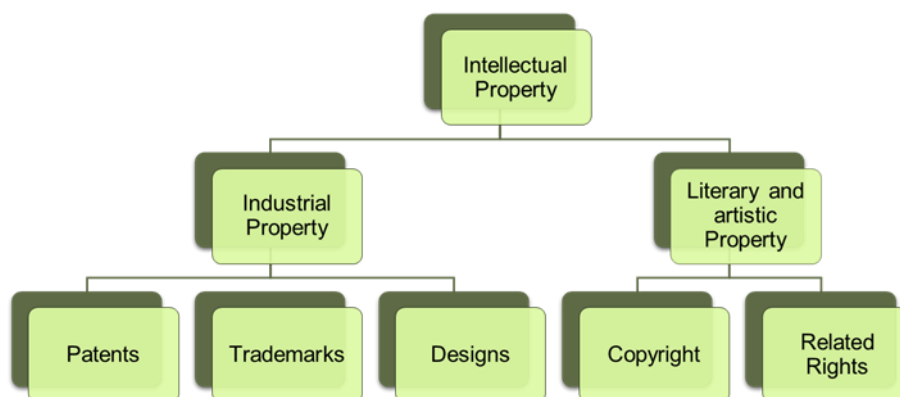 Intellectual
Property
Industrial
Property
Literary and
artistic
Property
Patents
Trademarks
Designs
Copyright
Related
Rights